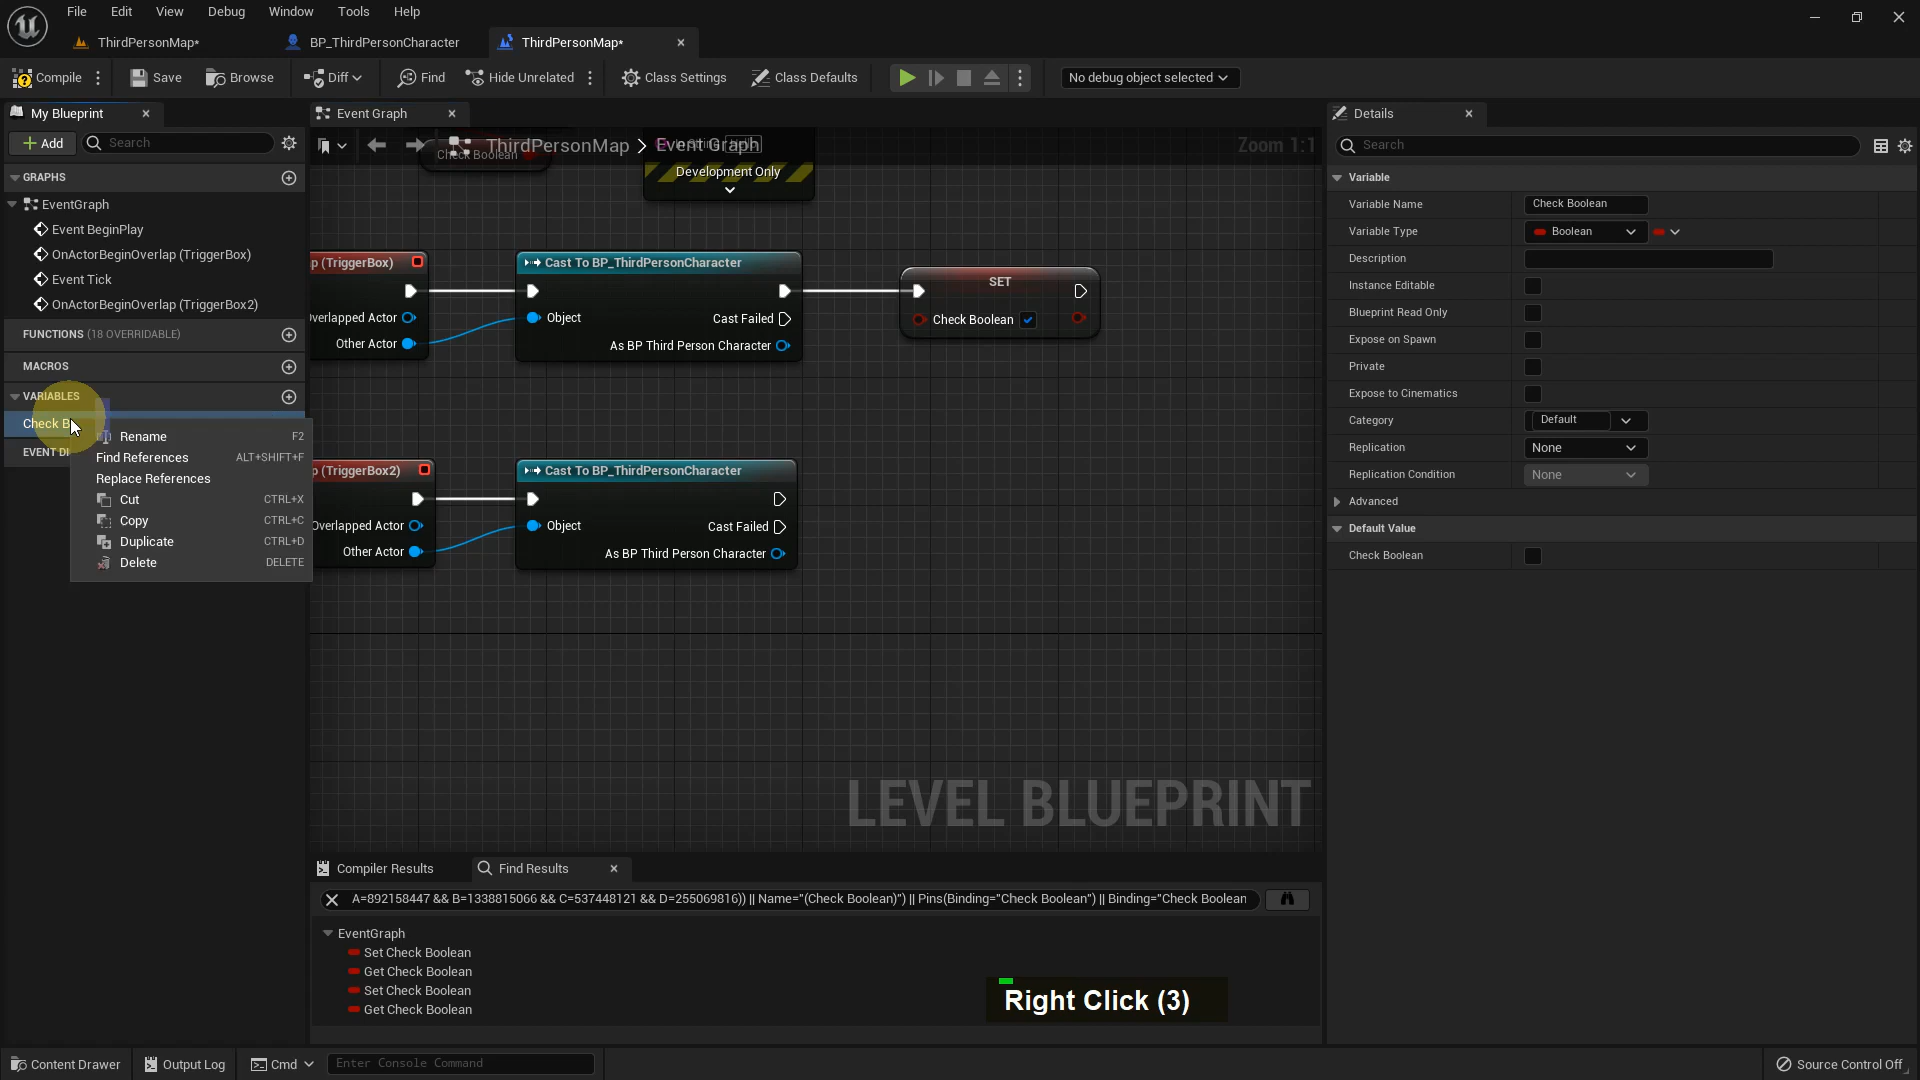 File Edit View Debug Window Tools Help
ThirdPersonMap* BP_ThirdPersonCharacter ThirdPersonMap*
Compile Save Browse Diff Find Hide Unrelated Class Settings Class Defaults No debug object selected
My Blueprint
Add Search
GRAPHS
EventGraph
Event BeginPlay
OnActorBeginOverlap (TriggerBox)
Event Tick
OnActorBeginOverlap (TriggerBox2)
FUNCTIONS (18 OVERRIDABLE)
MACROS
VARIABLES
Check B
EVENT DI
Rename F2
Find References ALT+SHIFT+F
Replace References
Cut CTRL+X
Copy CTRL+C
Duplicate CTRL+D
Delete DELETE
Event Graph
ThirdPersonMap > Event Graph Zoom 1:1
Check Boolean
Development Only
p (TriggerBox)
Overlapped Actor
Other Actor
Cast To BP_ThirdPersonCharacter
Object Cast Failed
As BP Third Person Character
SET
Check Boolean
p (TriggerBox2)
Overlapped Actor
Other Actor
Cast To BP_ThirdPersonCharacter
Object Cast Failed
As BP Third Person Character
LEVEL BLUEPRINT
Compiler Results Find Results
A=892158447 && B=1338815066 && C=537448121 && D=255069816)) || Name="(Check Boolean)") || Pins(Binding="Check Boolean") || Binding="Check Boolean
EventGraph
Set Check Boolean
Get Check Boolean
Set Check Boolean
Get Check Boolean
Right Click (3)
Details
Search
Variable
Variable Name Check Boolean
Variable Type Boolean
Description
Instance Editable
Blueprint Read Only
Expose on Spawn
Private
Expose to Cinematics
Category Default
Replication None
Replication Condition None
Advanced
Default Value
Check Boolean
Content Drawer Output Log Cmd Enter Console Command Source Control Off